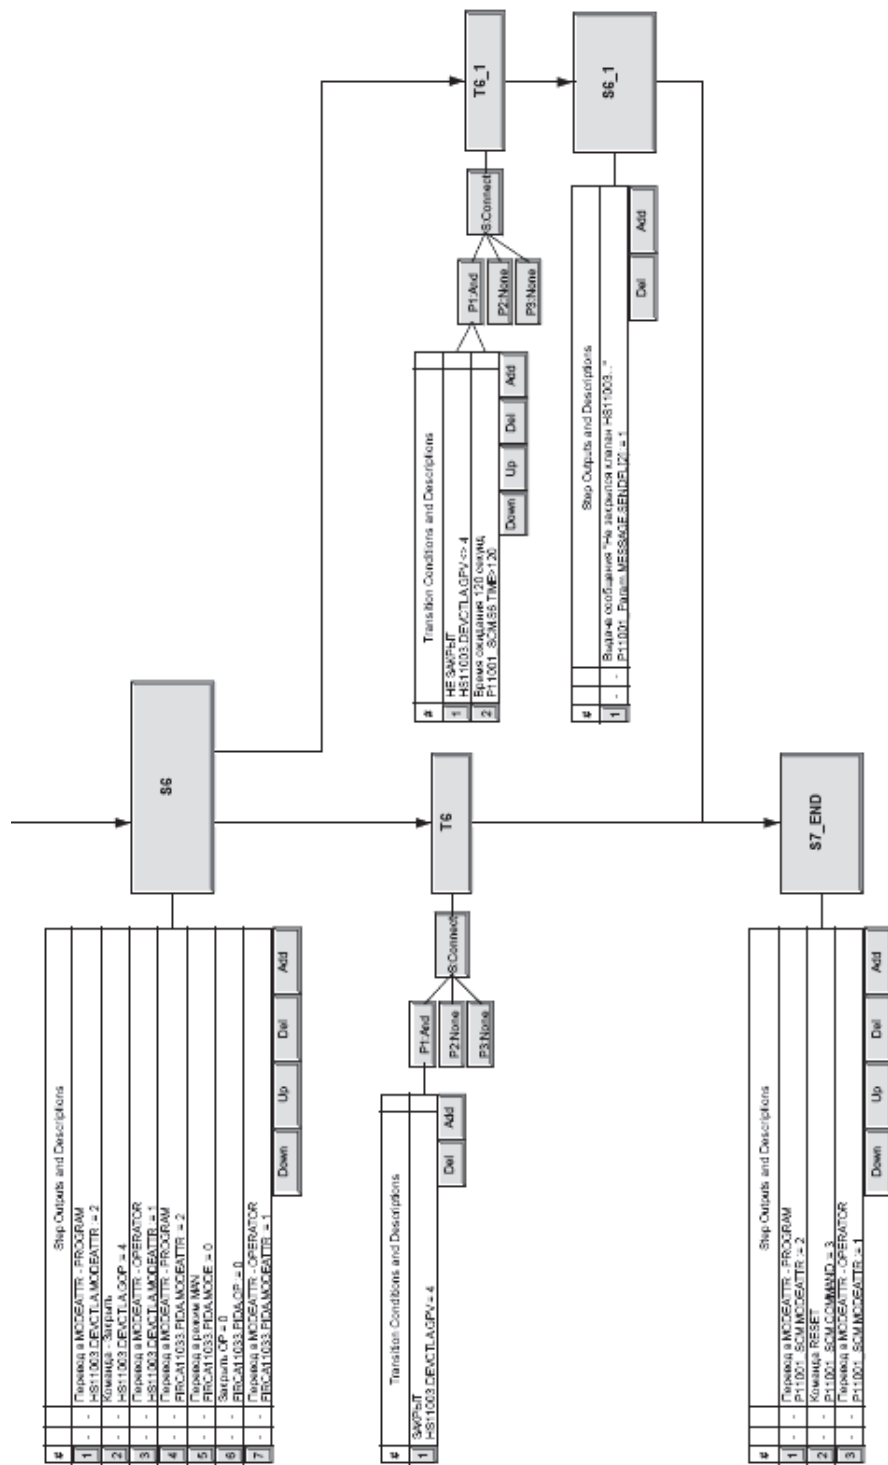 S6
Step Outputs and Descriptions
#
1 - - Перевод в MODEATTR - PROGRAM
HS11003.DEVCTLA.MODEATTR := 2
2 - - Команда - Закрыть
HS11003.DEVCTLA.GOP := 4
3 - - Перевод в MODEATTR - OPERATOR
HS11003.DEVCTLA.MODEATTR := 1
4 - - Перевод в MODEATTR - PROGRAM
FIRCA11033.PIDA.MODEATTR := 2
5 - - Перевод в режим MAN
FIRCA11033.PIDA.MODE := 0
6 - - Закрыть OP = 0
FIRCA11033.PIDA.OP := 0
7 - - Перевод в MODEATTR - OPERATOR
FIRCA11033.PIDA.MODEATTR := 1
Down Up Del Add
T6
S:Connect
P1:And
P2:None
P3:None
# Transition Conditions and Descriptions
1 ЗАКРЫТ
HS11003.DEVCTLA.GPV = 4
Del Add
T6_1
S:Connect
P1:And
P2:None
P3:None
# Transition Conditions and Descriptions
1 НЕ ЗАКРЫТ
HS11003.DEVCTLA.GPV <> 4
2 Время ожидания 120 секунд
P11001_SCM.S6.TIME>120
Down Up Del Add
S6_1
# Step Outputs and Descriptions
1 - - Выдача сообщения "Не закрылся клапан HS11003..."
P11001_Param.MESSAGE.SENDFL[2] := 1
Del Add
S7_END
# Step Outputs and Descriptions
1 - - Перевод в MODEATTR - PROGRAM
P11001_SCM.MODEATTR := 2
2 - - Команда RESET
P11001_SCM.COMMAND := 3
3 - - Перевод в MODEATTR - OPERATOR
P11001_SCM.MODEATTR := 1
Down Up Del Add